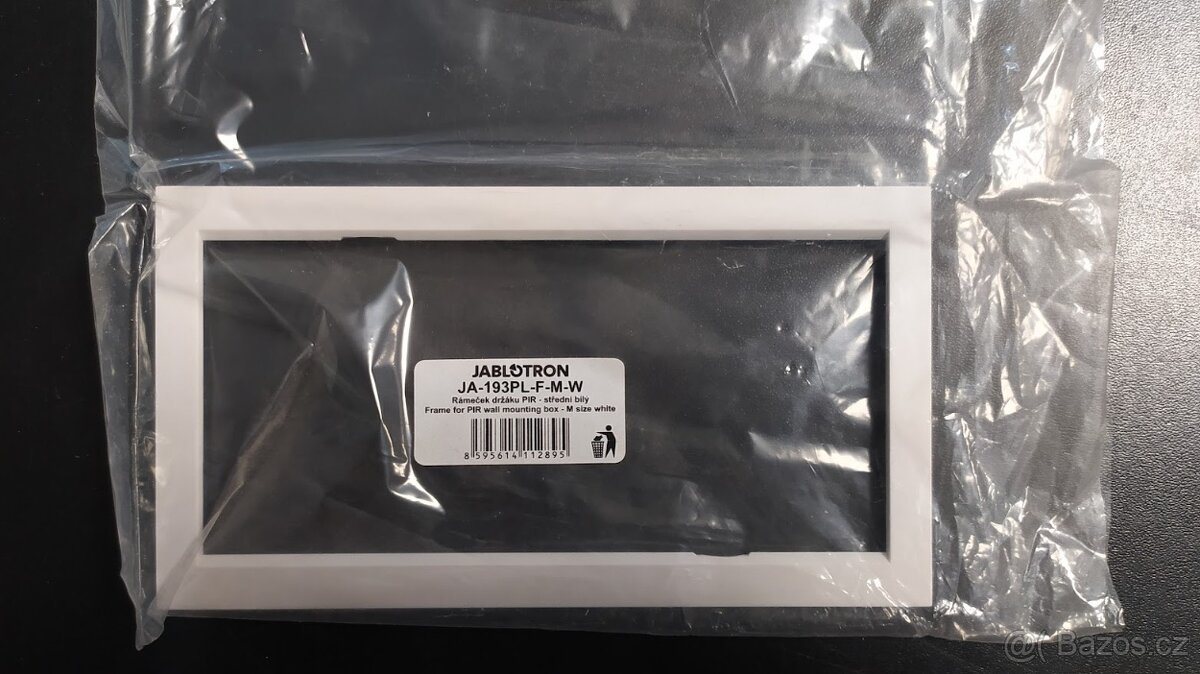 JABLOTRON
JA-193PL-F-M-W
Rámeček držáku PIR - střední bílý
Frame for PIR wall mounting box - M size white
8 595614 112895
@( Bazoš.cz